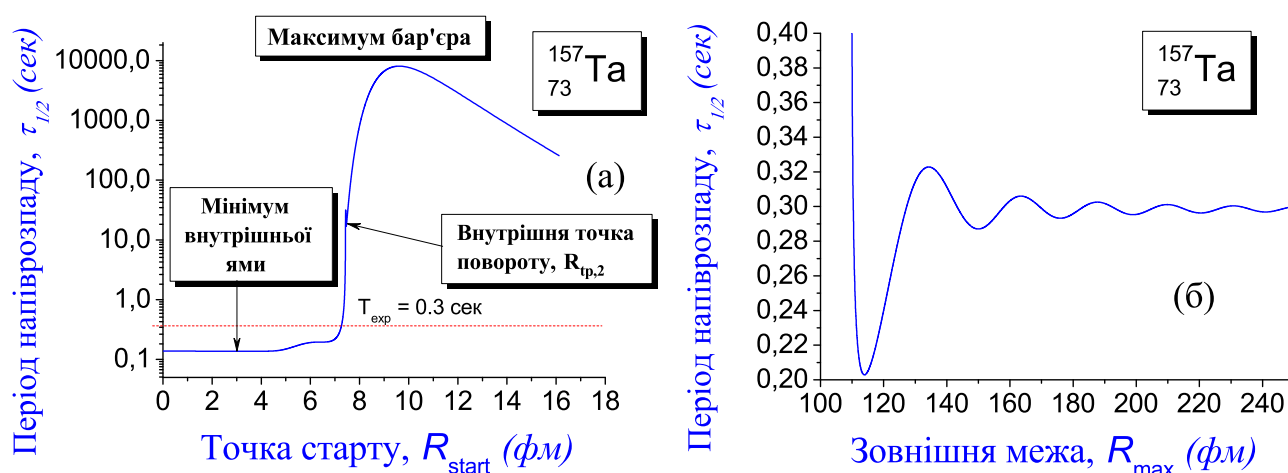 Період напіврозпаду, τ1/2 (сек)
10000,0
1000,0
100,0
10,0
1,0
0,1
Максимум бар'єра
157
73 Ta
(а)
Мінімум
внутрішньої
ями
Внутрішня точка
повороту, Rtp,2
Texp = 0.3 сек
0 2 4 6 8 10 12 14 16 18
Точка старту, Rstart (фм)
Період напіврозпаду, τ1/2 (сек)
0,40
0,38
0,36
0,34
0,32
0,30
0,28
0,26
0,24
0,22
0,20
157
73 Ta
(б)
100 120 140 160 180 200 220 240
Зовнішня межа, Rmax (фм)